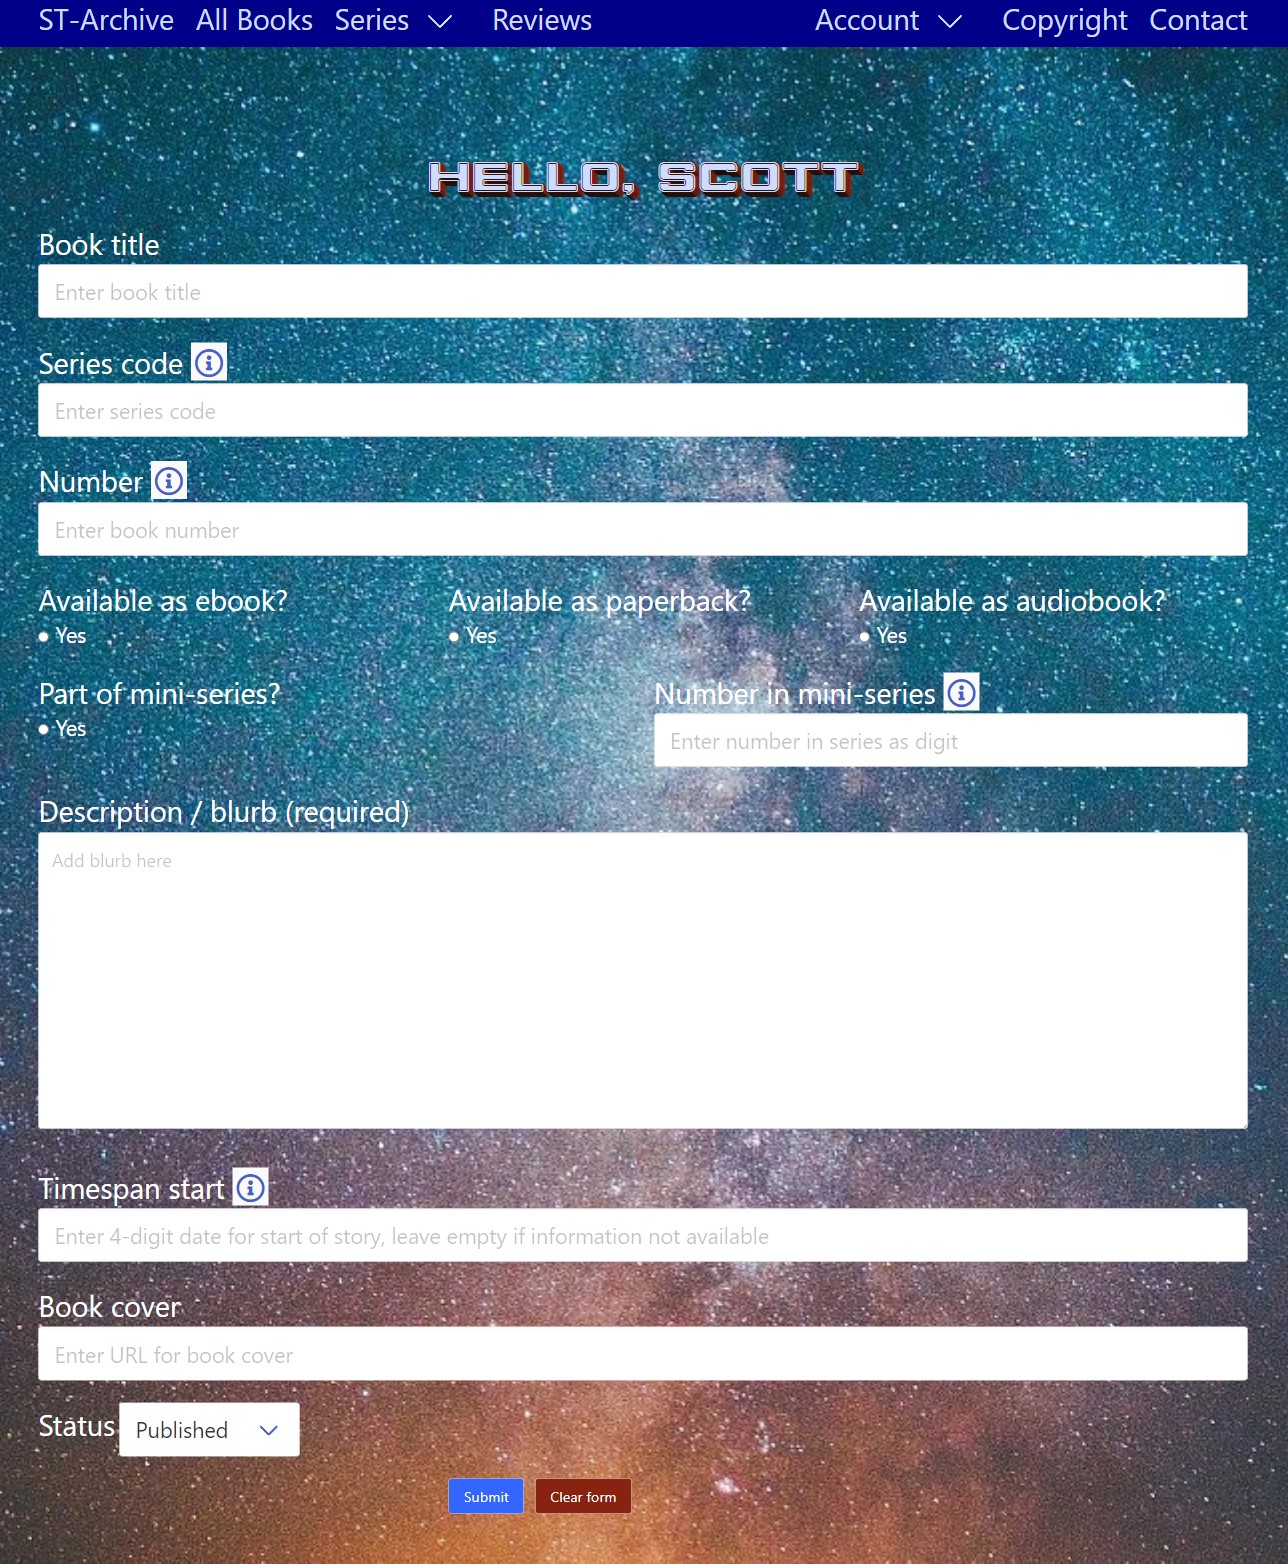 ST-Archive All Books Series Reviews Account Copyright Contact
HELLO, SCOTT
Book title
Enter book title
Series code
Enter series code
Number
Enter book number
Available as ebook? Available as paperback? Available as audiobook?
Yes Yes Yes
Part of mini-series? Number in mini-series
Yes
Enter number in series as digit
Description / blurb (required)
Add blurb here
Timespan start
Enter 4-digit date for start of story, leave empty if information not available
Book cover
Enter URL for book cover
Status Published
Submit Clear form